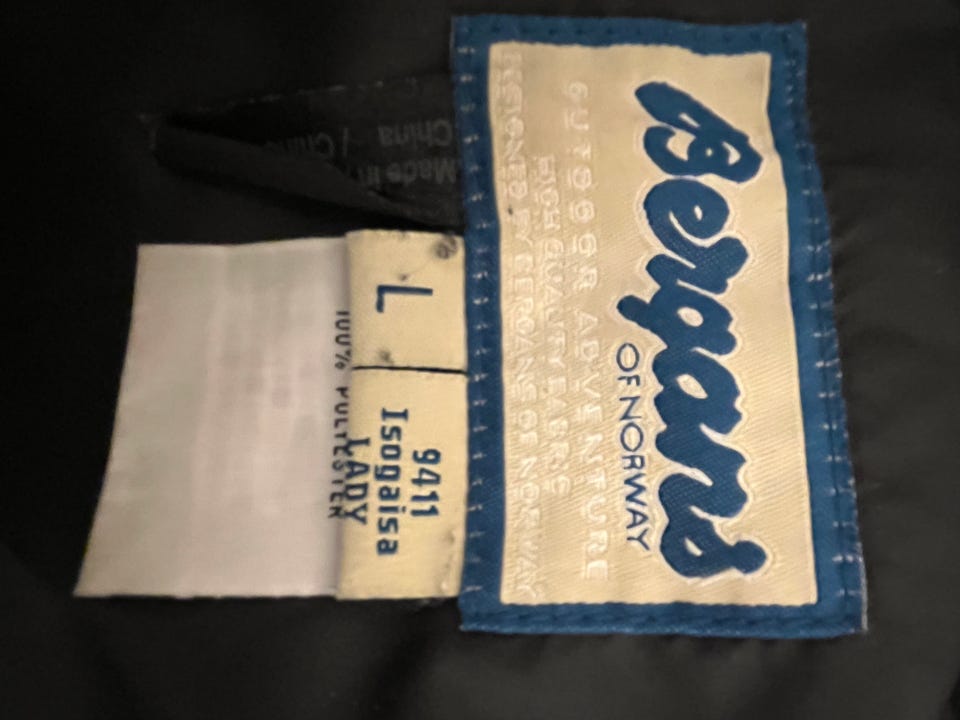 Bergans
OF NORWAY
OUTDOOR ADVENTURE
HIGH QUALITY FABRIC
DESIGNED BY BERGANS OF NORWAY
L
9411
Isogaisa
LADY
100% POLYESTER
Made in
China / China